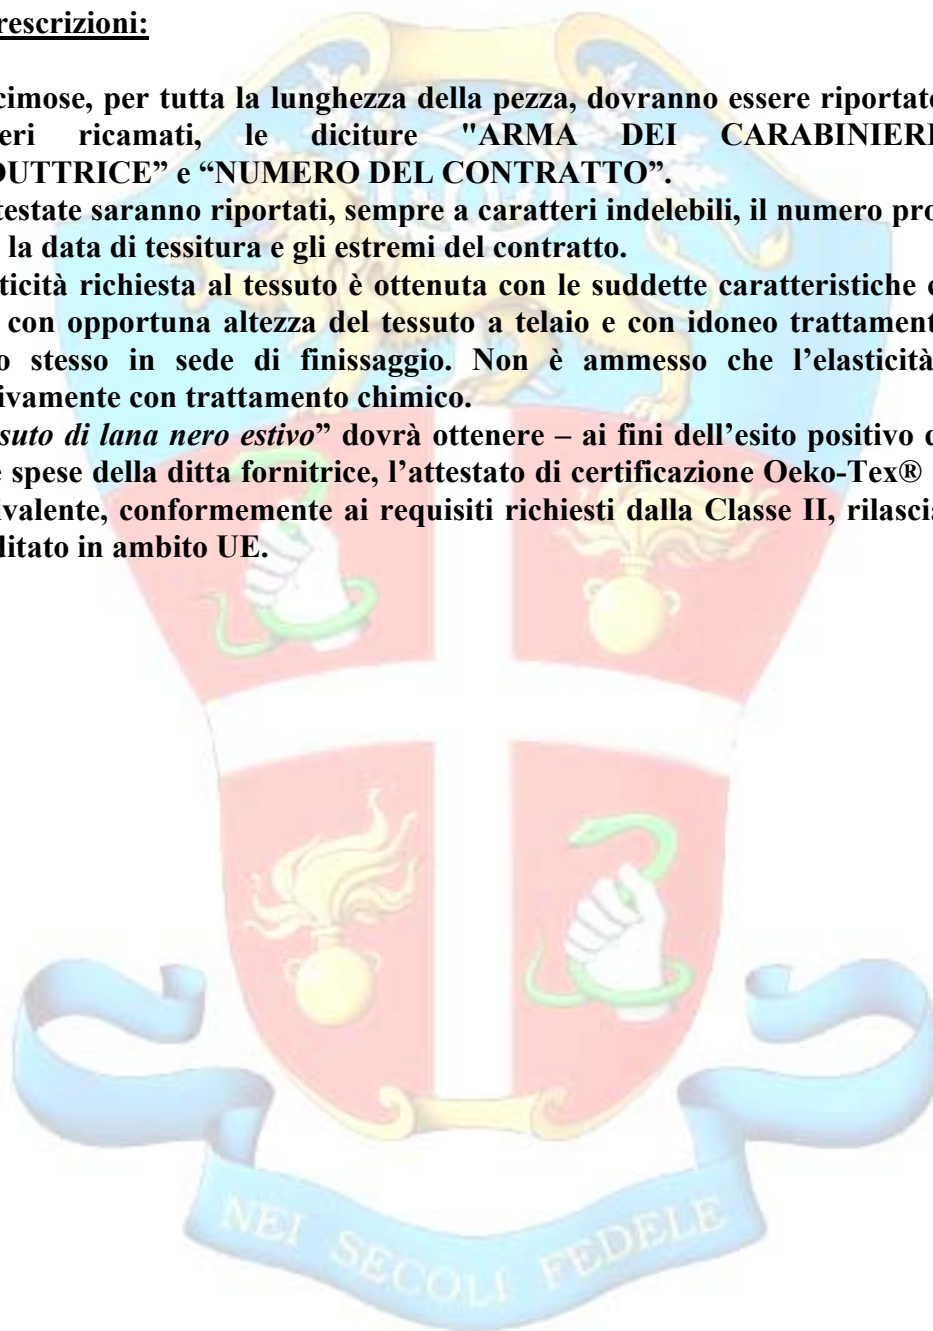 rescrizioni:
cimose, per tutta la lunghezza della pezza, dovranno essere riportate
eri ricamati, le diciture "ARMA DEI CARABINIERI
DUTTRICE” e “NUMERO DEL CONTRATTO”.
testate saranno riportati, sempre a caratteri indelebili, il numero pro
la data di tessitura e gli estremi del contratto.
ticità richiesta al tessuto è ottenuta con le suddette caratteristiche c
con opportuna altezza del tessuto a telaio e con idoneo trattament
o stesso in sede di finissaggio. Non è ammesso che l’elasticità
ivamente con trattamento chimico.
suto di lana nero estivo” dovrà ottenere – ai fini dell’esito positivo d
e spese della ditta fornitrice, l’attestato di certificazione Oeko-Tex®
ivalente, conformemente ai requisiti richiesti dalla Classe II, rilascia
litato in ambito UE.
NEI SECOLI FEDELE